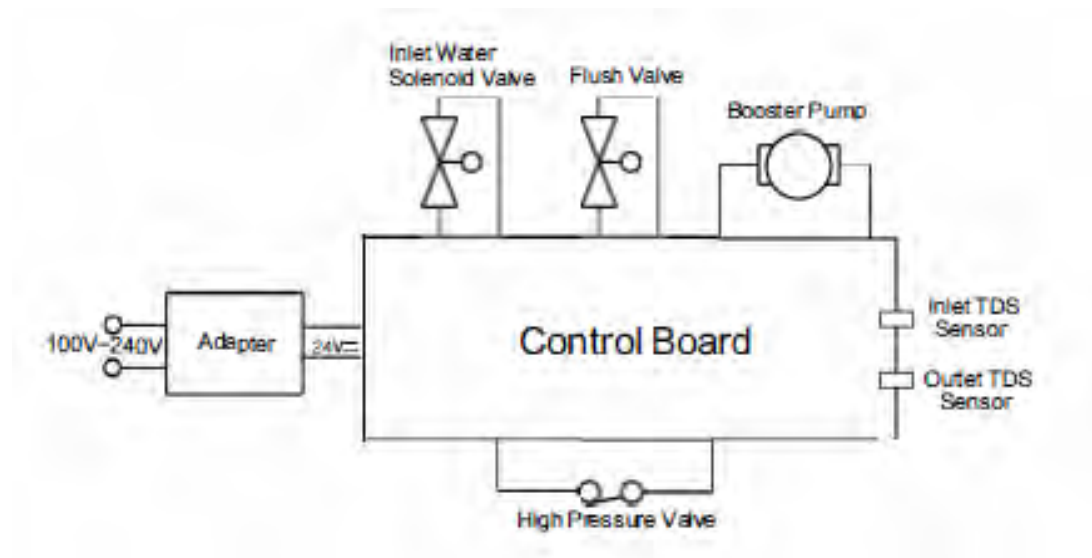 Inlet Water
Solenoid Valve
Flush Valve
Booster Pump
Inlet TDS
Sensor
100V~240V
Adapter
24V⎓
Control Board
Outlet TDS
Sensor
High Pressure Valve